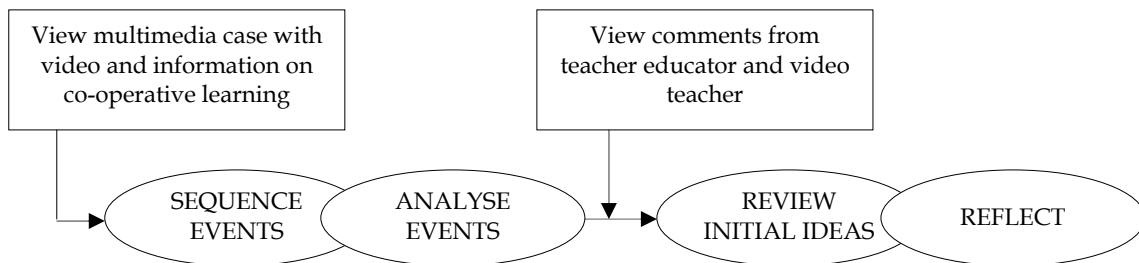 View multimedia case with
video and information on
co-operative learning
View comments from
teacher educator and video
teacher
SEQUENCE
EVENTS
ANALYSE
EVENTS
REVIEW
INITIAL IDEAS
REFLECT